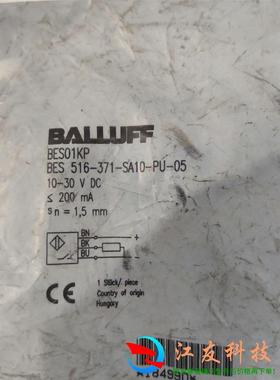 BALLUFF
BES01KP
BES 516-371-SA10-PU-05
10-30 V DC
≤ 200 mA
sn = 1,5 mm
BN
BK
BU
1 Stück/ piece
Country of origin
Hungary
CE
江友科技